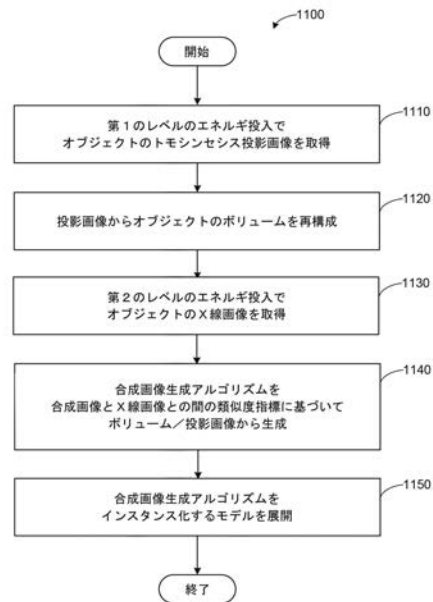 1100
開始
1110
第１のレベルのエネルギ投入で
オブジェクトのトモシンセシス投影画像を取得
1120
投影画像からオブジェクトのボリュームを再構成
1130
第２のレベルのエネルギ投入で
オブジェクトのＸ線画像を取得
1140
合成画像生成アルゴリズムを
合成画像とＸ線画像との間の類似度指標に基づいて
ボリューム／投影画像から生成
1150
合成画像生成アルゴリズムを
インスタンス化するモデルを展開
終了